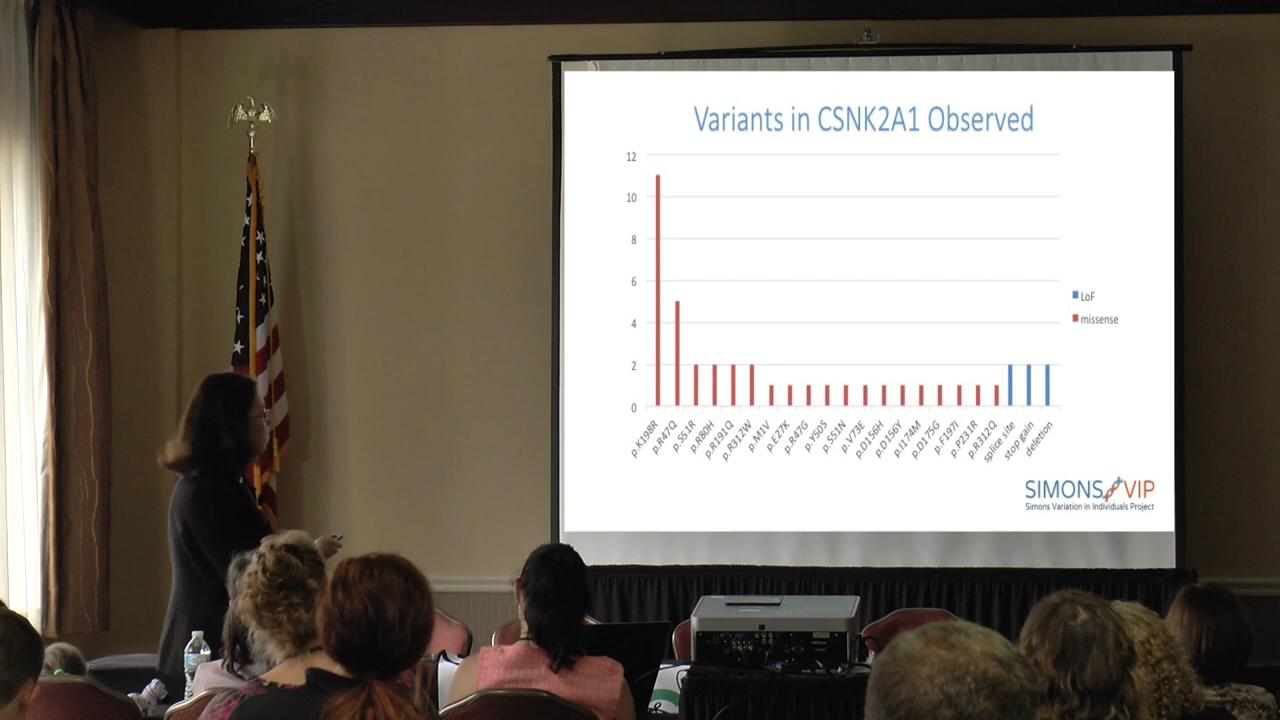 Variants in CSNK2A1 Observed
12
10
8
6
4
2
0
p.K198R
p.R47Q
p.S51R
p.R80H
p.R191Q
p.R312W
p.M1V
p.E27K
p.R47G
p.Y50S
p.S51N
p.V73E
p.D156H
p.D156Y
p.I174M
p.D175G
p.F197I
p.P231R
p.R312Q
splice site
stop gain
deletion
LoF
missense
SIMONS VIP
Simons Variation in Individuals Project